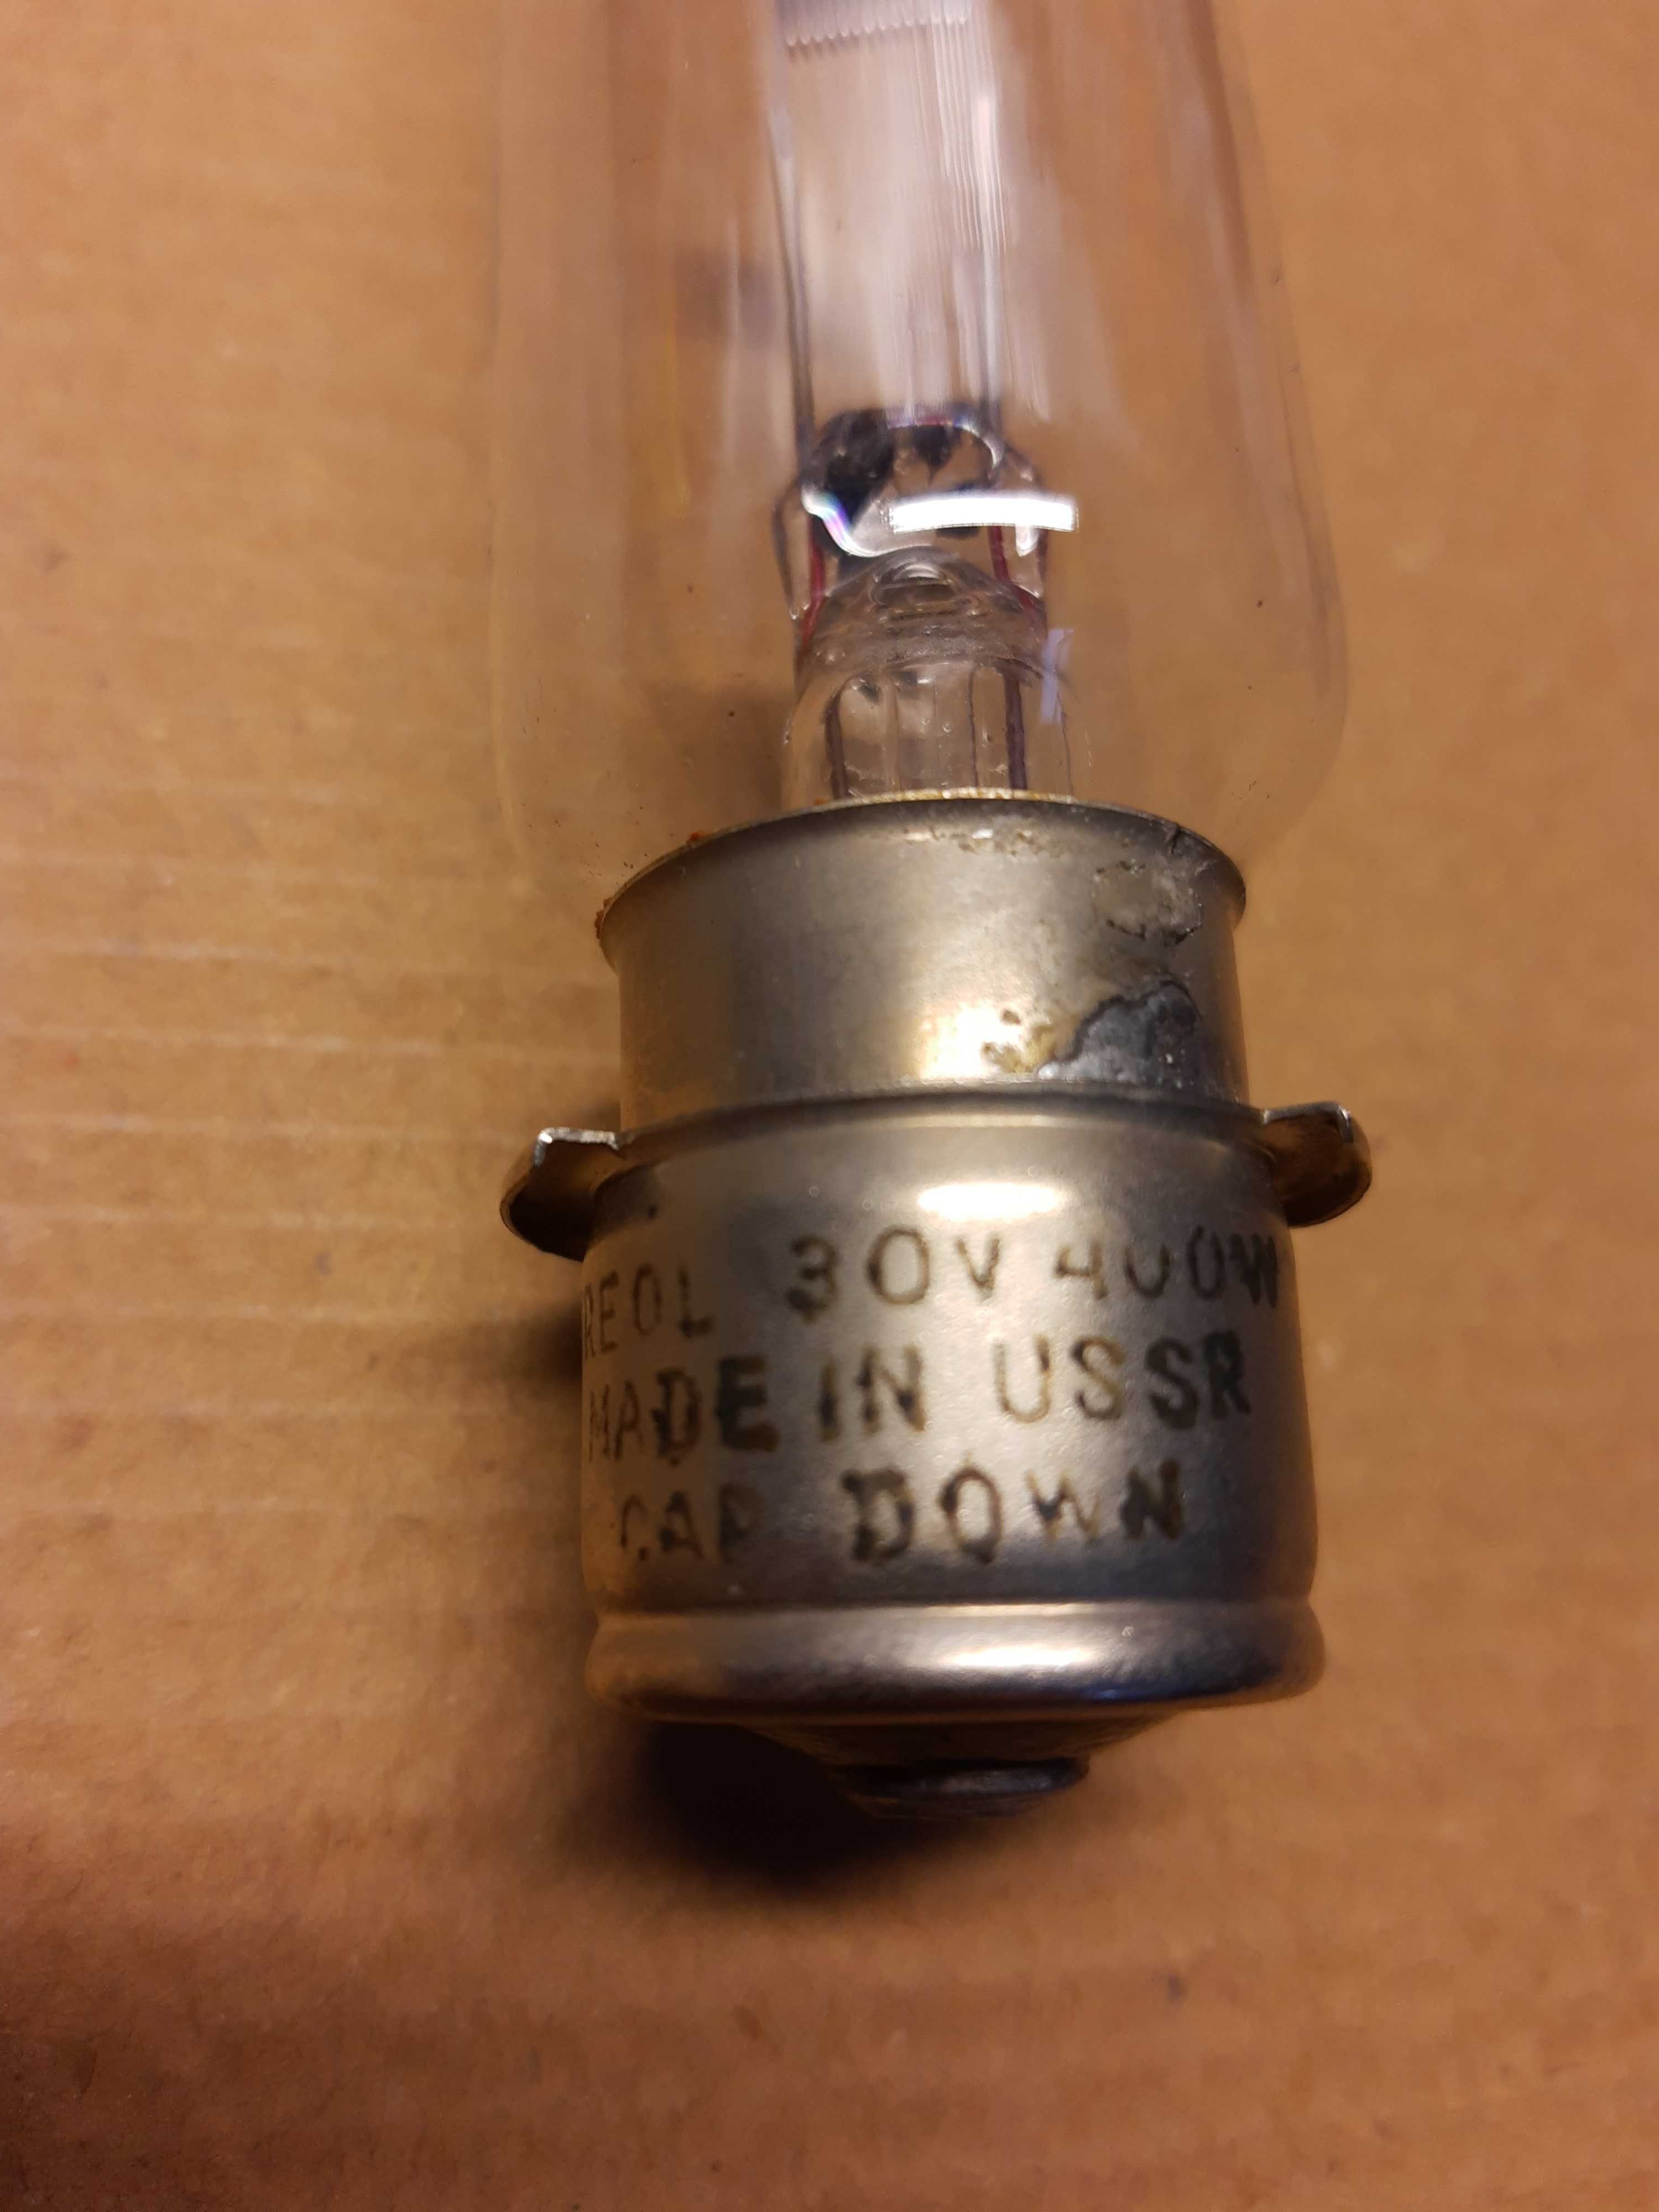 REOL 30V 400W
MADE IN USSR
CAP DOWN